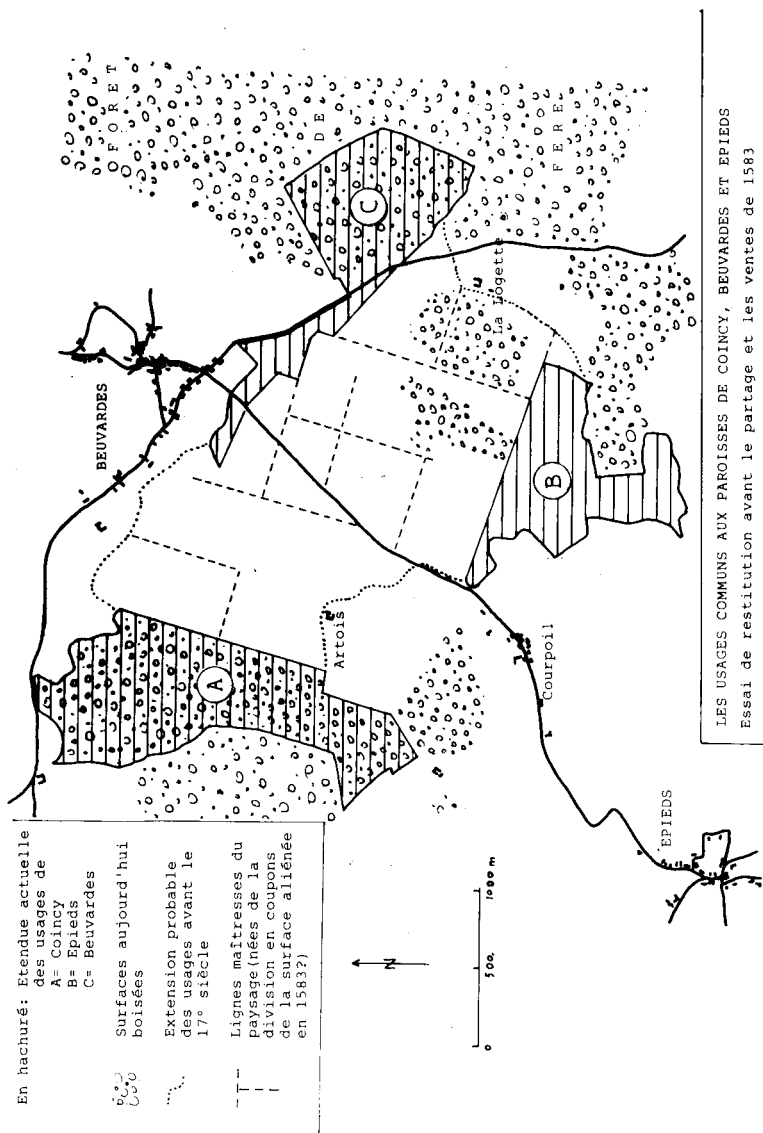 En hachuré: Etendue actuelle
des usages de
A= Coincy
B= Epieds
C= Beuvardes
Surfaces aujourd'hui
boisées
Extension probable
des usages avant le
17° siècle
Lignes maîtresses du
paysage(nées de la
division en coupons
de la surface aliénée
en 1583?)
N
0 500. 1000 m
BEUVARDES
FORET
DE
FERE
A
B
C
Artois
La Logette
Courpoil
EPIEDS
LES USAGES COMMUNS AUX PAROISSES DE COINCY, BEUVARDES ET EPIEDS
Essai de restitution avant le partage et les ventes de 1583